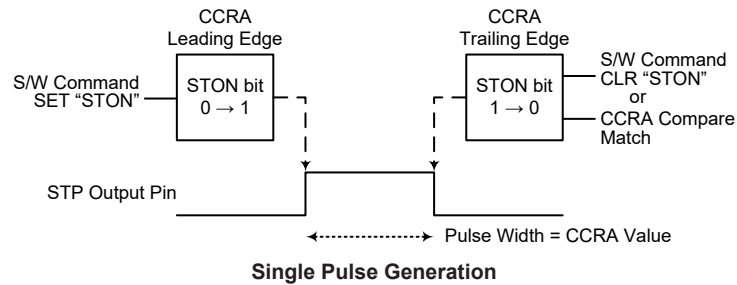 CCRA
Leading Edge
CCRA
Trailing Edge
S/W Command
SET “STON”
STON bit
0 → 1
STON bit
1 → 0
S/W Command
CLR “STON”
or
CCRA Compare
Match
STP Output Pin
Pulse Width = CCRA Value
Single Pulse Generation